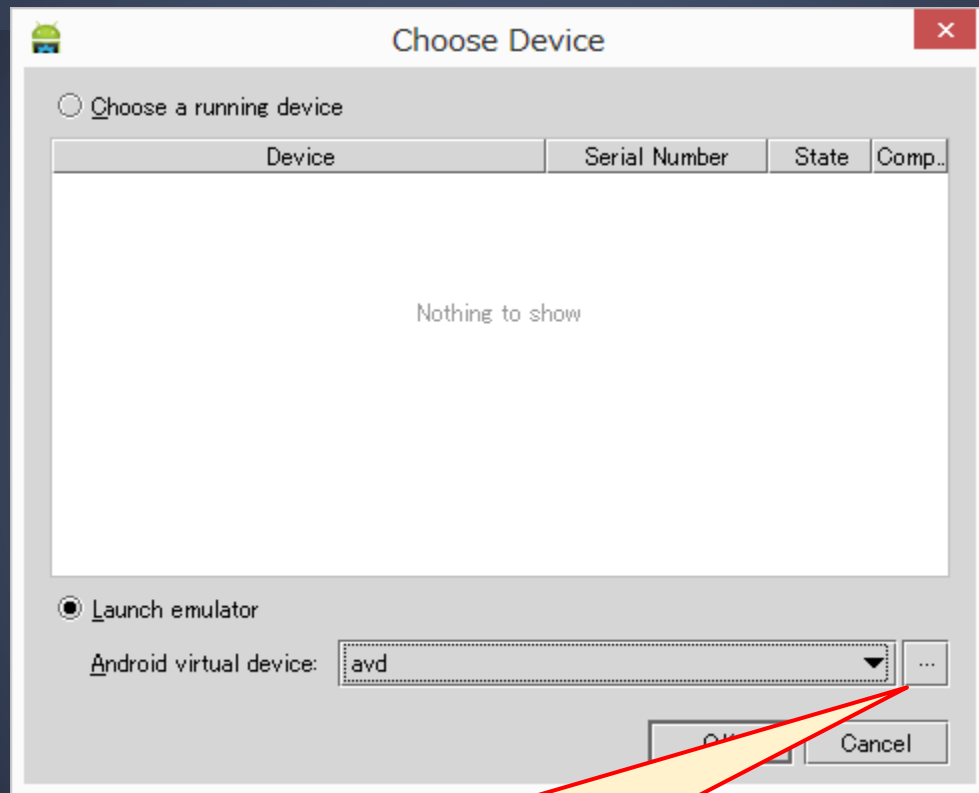 Choose Device
Choose a running device
Device Serial Number State Comp..
Nothing to show
Launch emulator
Android virtual device: avd ...
Cancel